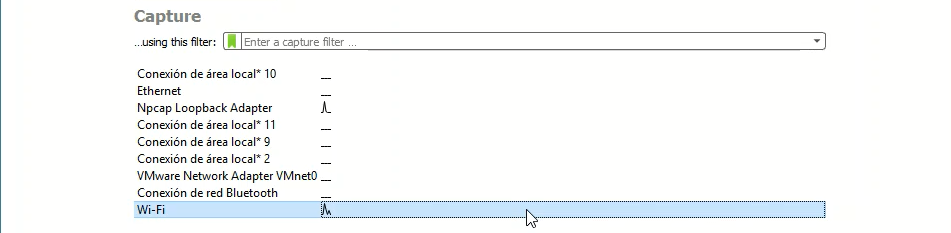 Capture
...using this filter: Enter a capture filter ...
Conexión de área local* 10
Ethernet
Npcap Loopback Adapter
Conexión de área local* 11
Conexión de área local* 9
Conexión de área local* 2
VMware Network Adapter VMnet0
Conexión de red Bluetooth
Wi-Fi